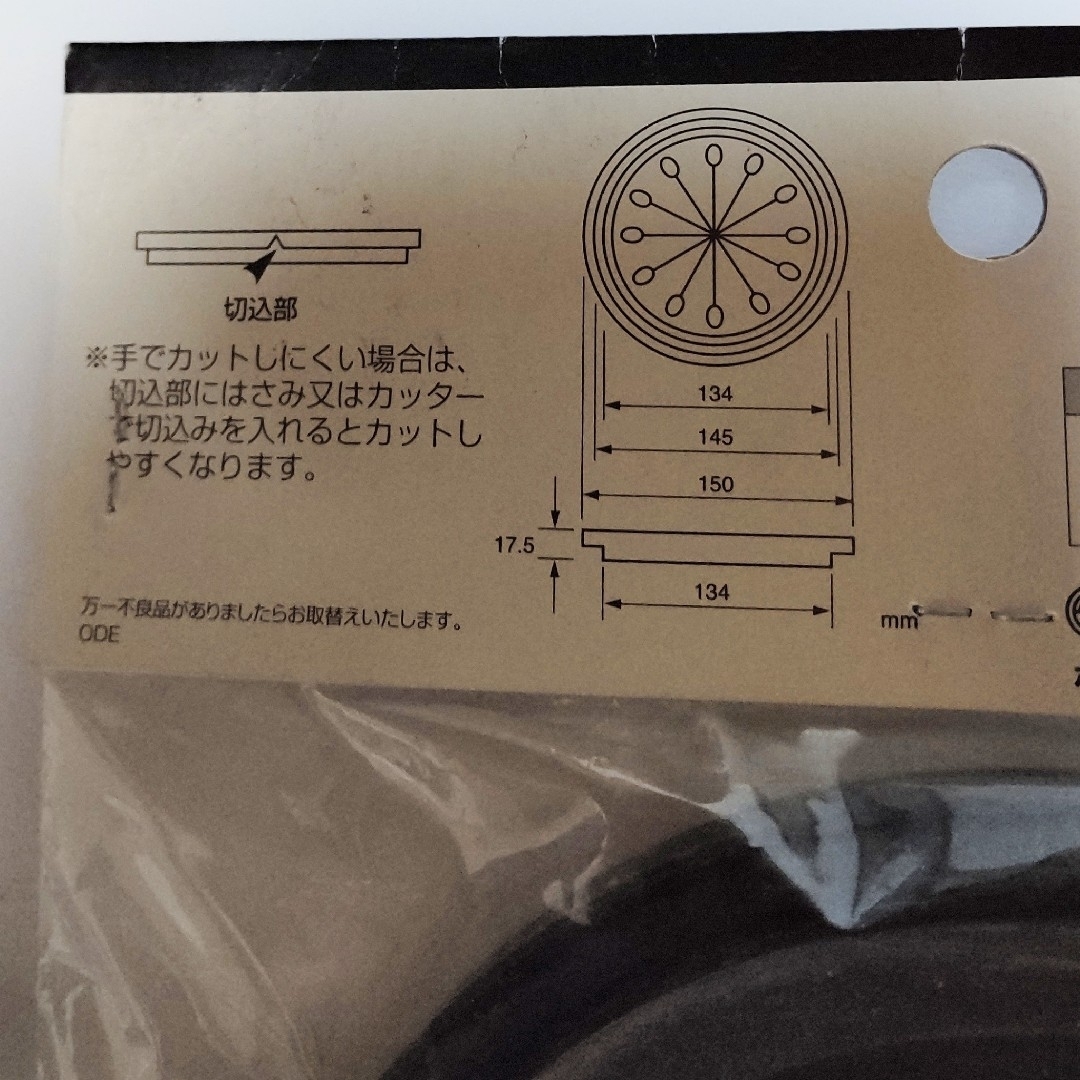 切込部
※手でカットしにくい場合は、
切込部にはさみ又はカッター
で切込みを入れるとカットし
やすくなります。
134
145
150
17.5
134
mm
万一不良品がありましたらお取替えいたします。
ODE